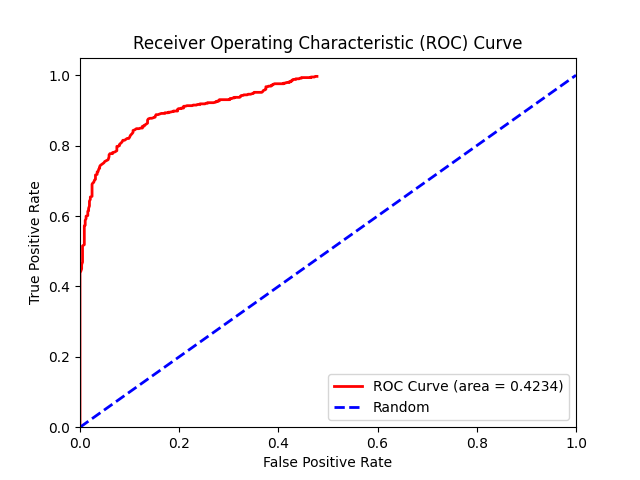 Receiver Operating Characteristic (ROC) Curve
True Positive Rate
1.0
0.8
0.6
0.4
0.2
0.0
0.0 0.2 0.4 0.6 0.8 1.0
False Positive Rate
ROC Curve (area = 0.4234)
Random